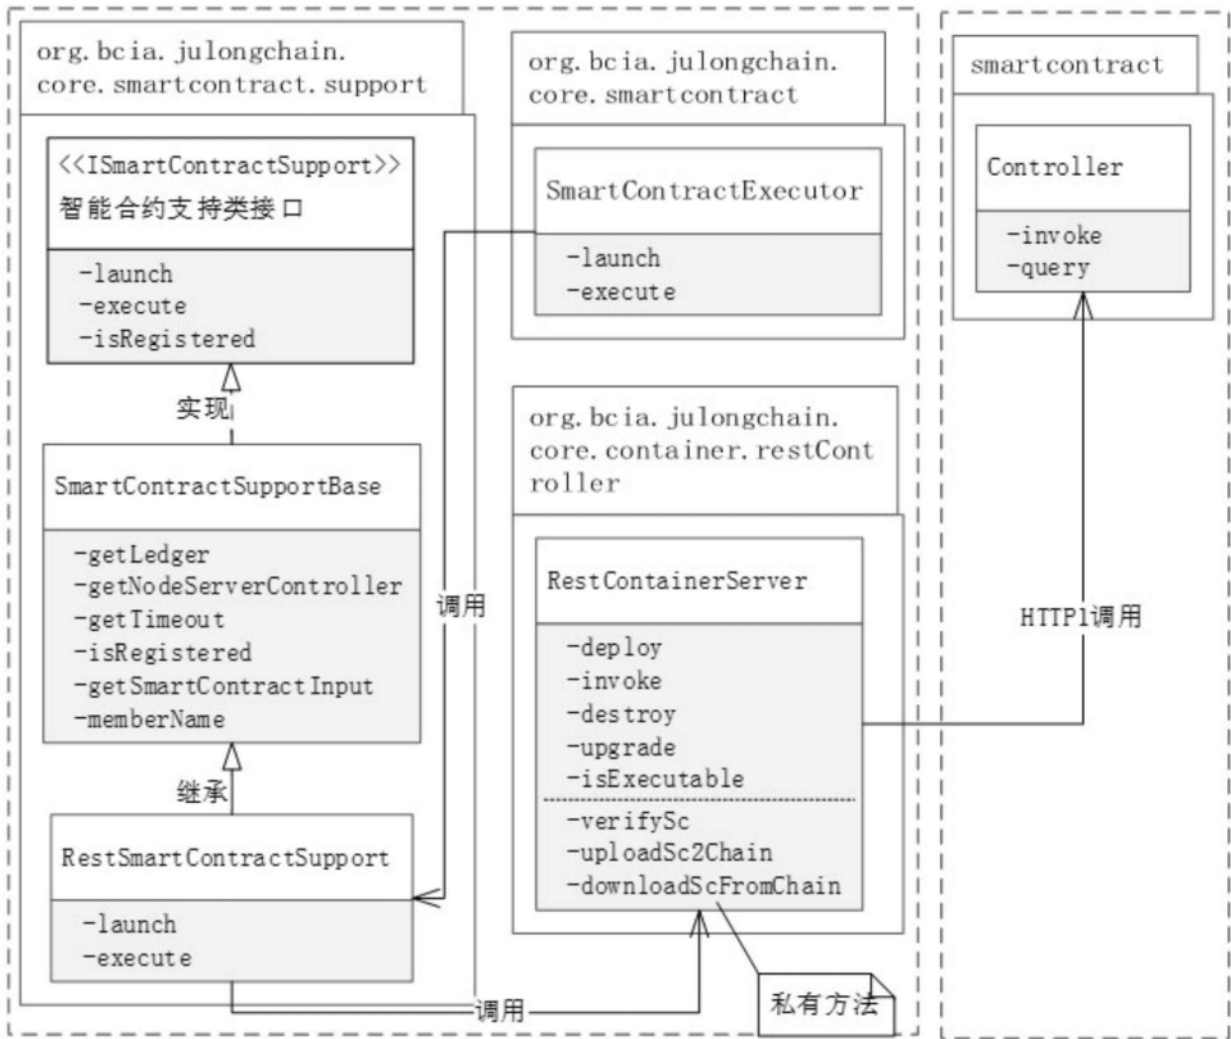 org.bcia.julongchain.
core.smartcontract.support
<<ISmartContractSupport>>
智能合约支持类接口
-launch
-execute
-isRegistered
实现
SmartContractSupportBase
-getLedger
-getNodeServerController
-getTimeout
-isRegistered
-getSmartContractInput
-memberName
继承
RestSmartContractSupport
-launch
-execute
调用
org.bcia.julongchain.
core.smartcontract
SmartContractExecutor
-launch
-execute
调用
org.bcia.julongchain.
core.container.restCont
roller
RestContainerServer
-deploy
-invoke
-destroy
-upgrade
-isExecutable
-verifySc
-uploadSc2Chain
-downloadScFromChain
私有方法
smartcontract
Controller
-invoke
-query
HTTP1调用